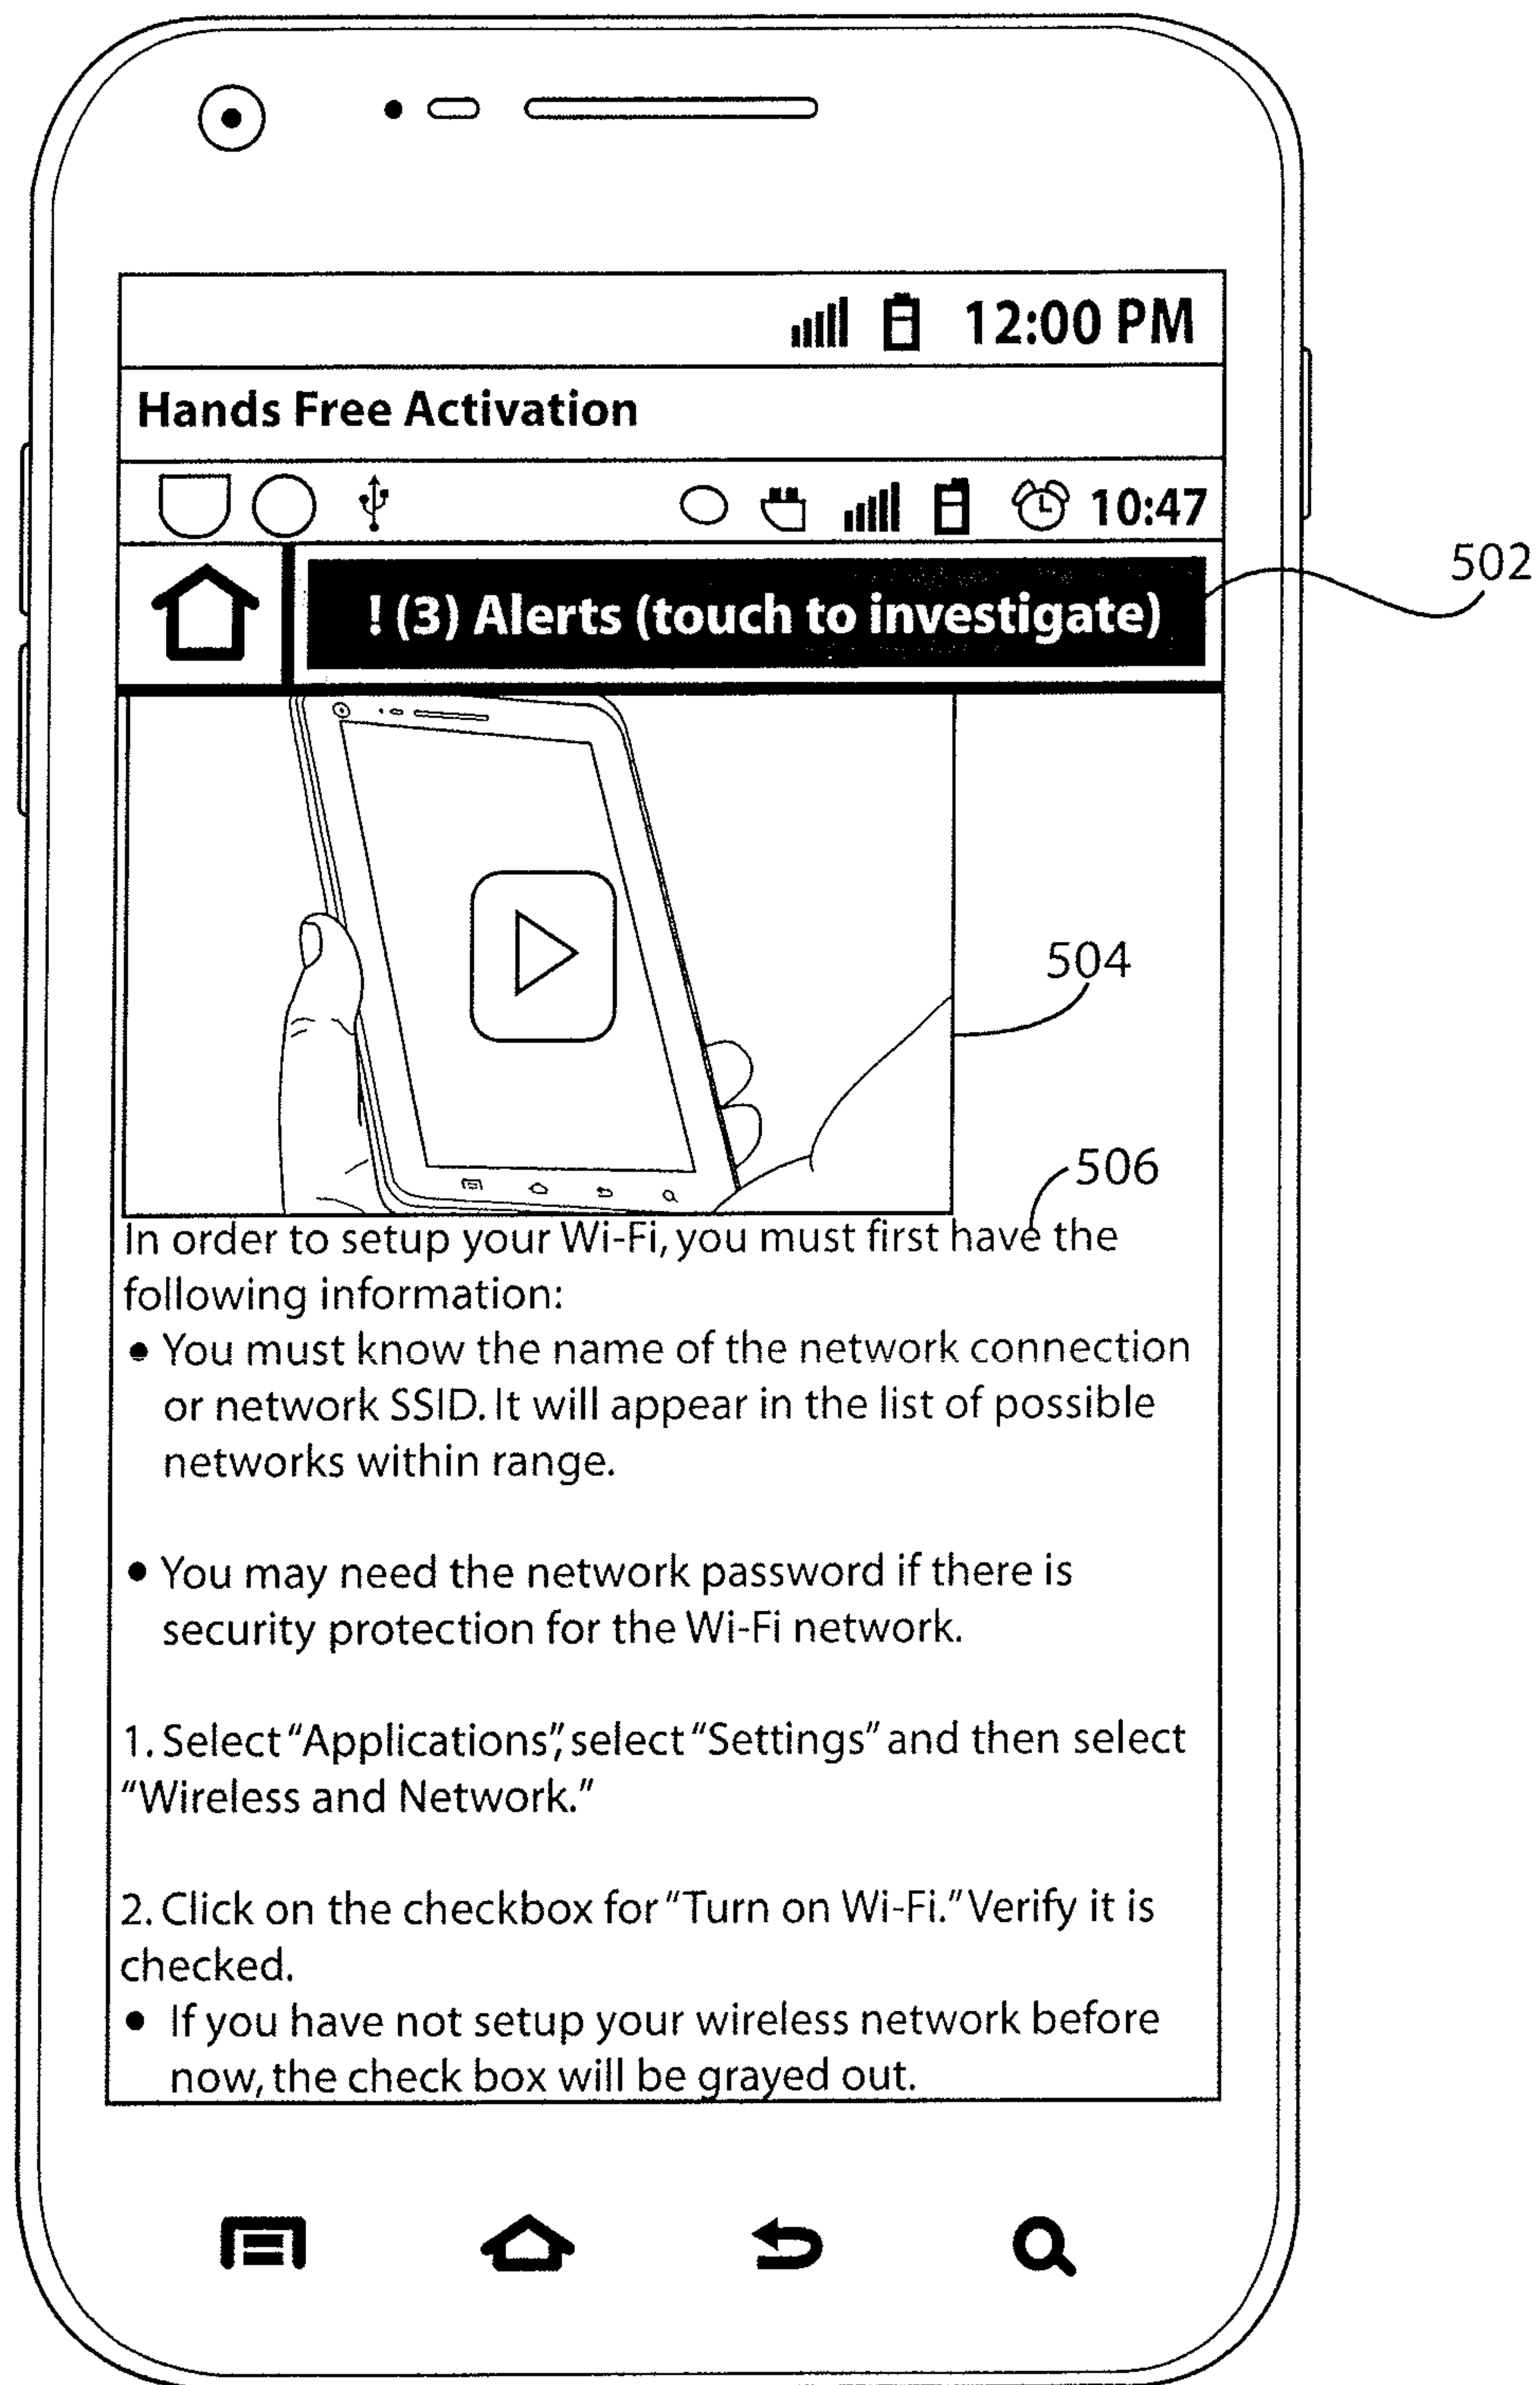 12:00 PM
Hands Free Activation
10:47
! (3) Alerts (touch to investigate)
502
504
506
In order to setup your Wi-Fi, you must first have the
following information:
• You must know the name of the network connection
or network SSID. It will appear in the list of possible
networks within range.
• You may need the network password if there is
security protection for the Wi-Fi network.
1. Select “Applications”, select “Settings” and then select
“Wireless and Network.”
2. Click on the checkbox for “Turn on Wi-Fi.” Verify it is
checked.
• If you have not setup your wireless network before
now, the check box will be grayed out.